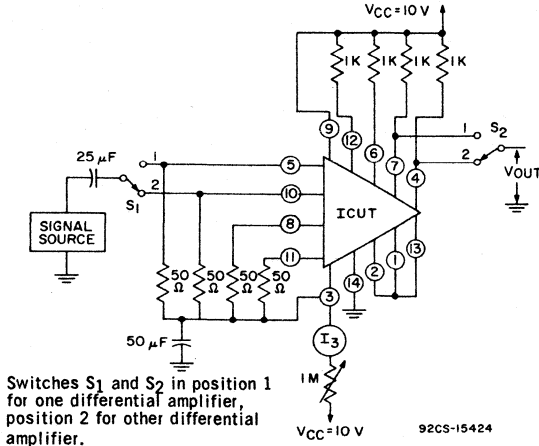 VCC = 10 V
1K 1K 1K 1K
9 12 6 7 4
1 S2
2
VOUT
25 µF
1
2
S1
SIGNAL SOURCE
5
10
8
11
ICUT
3 14 2 1 13
50 Ω 50 Ω 50 Ω 50 Ω
50 µF
I3
1M
VCC = 10 V
Switches S1 and S2 in position 1
for one differential amplifier,
position 2 for other differential
amplifier.
92CS-15424